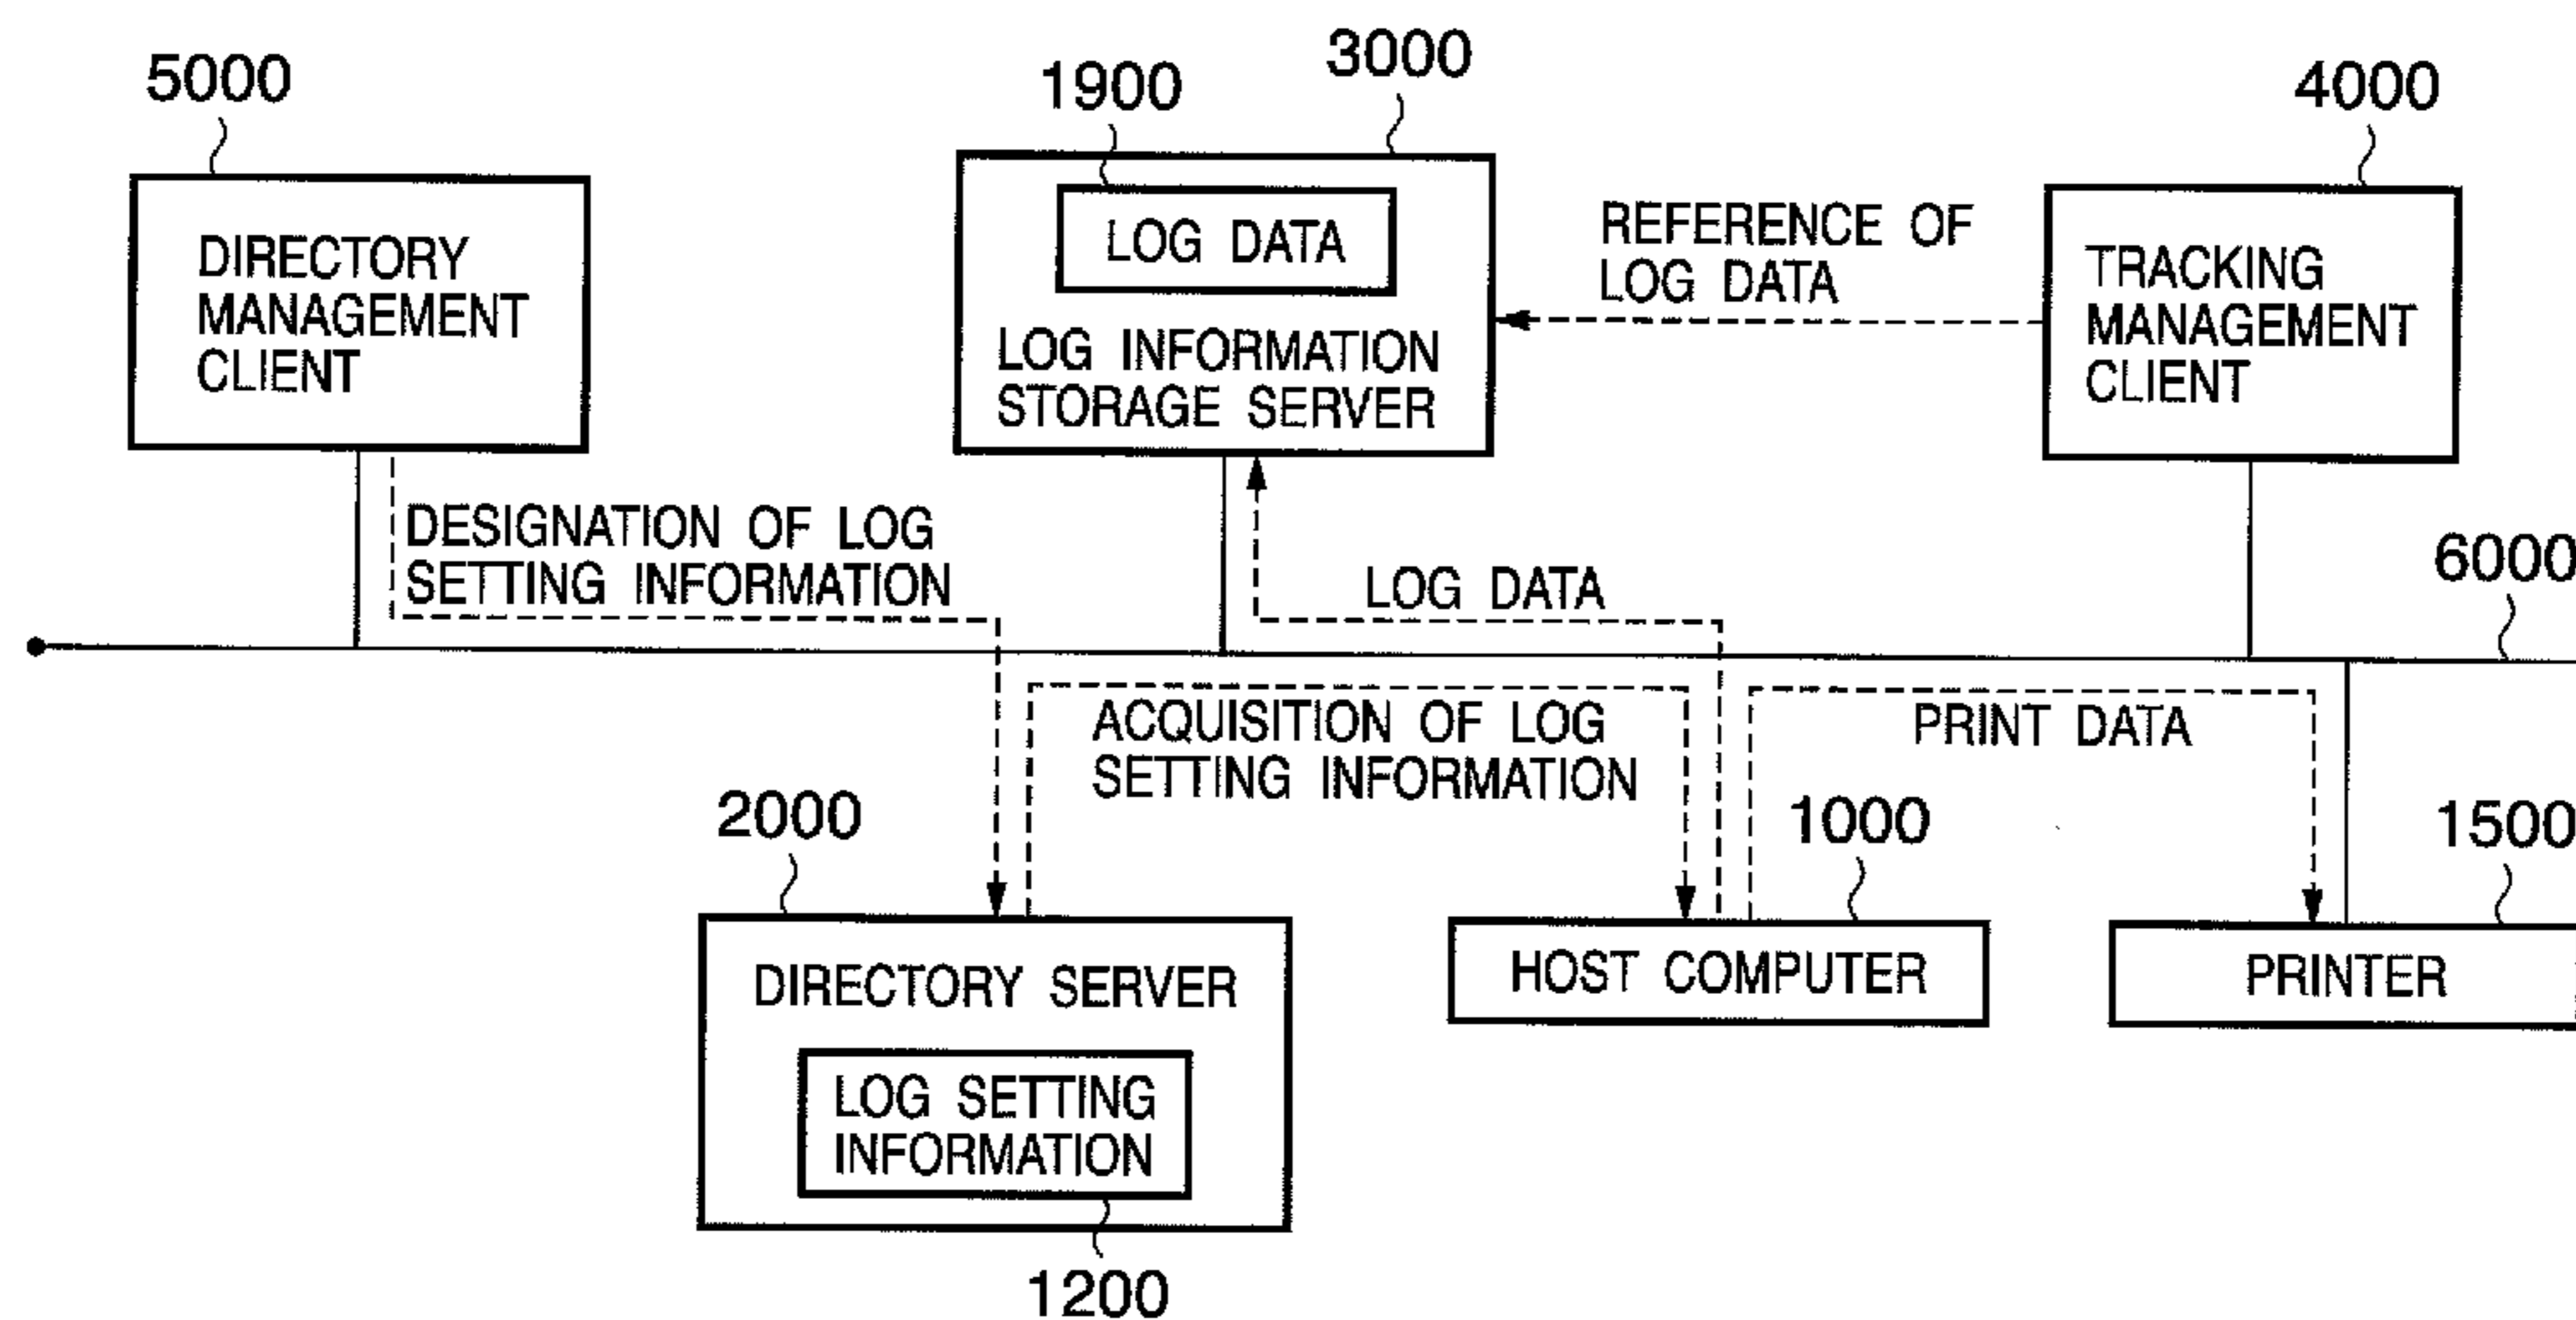 5000
1900
3000
4000
DIRECTORY
MANAGEMENT
CLIENT
LOG DATA
LOG INFORMATION
STORAGE SERVER
REFERENCE OF
LOG DATA
TRACKING
MANAGEMENT
CLIENT
DESIGNATION OF LOG
SETTING INFORMATION
LOG DATA
6000
ACQUISITION OF LOG
SETTING INFORMATION
PRINT DATA
2000
1000
1500
DIRECTORY SERVER
HOST COMPUTER
PRINTER
LOG SETTING
INFORMATION
1200